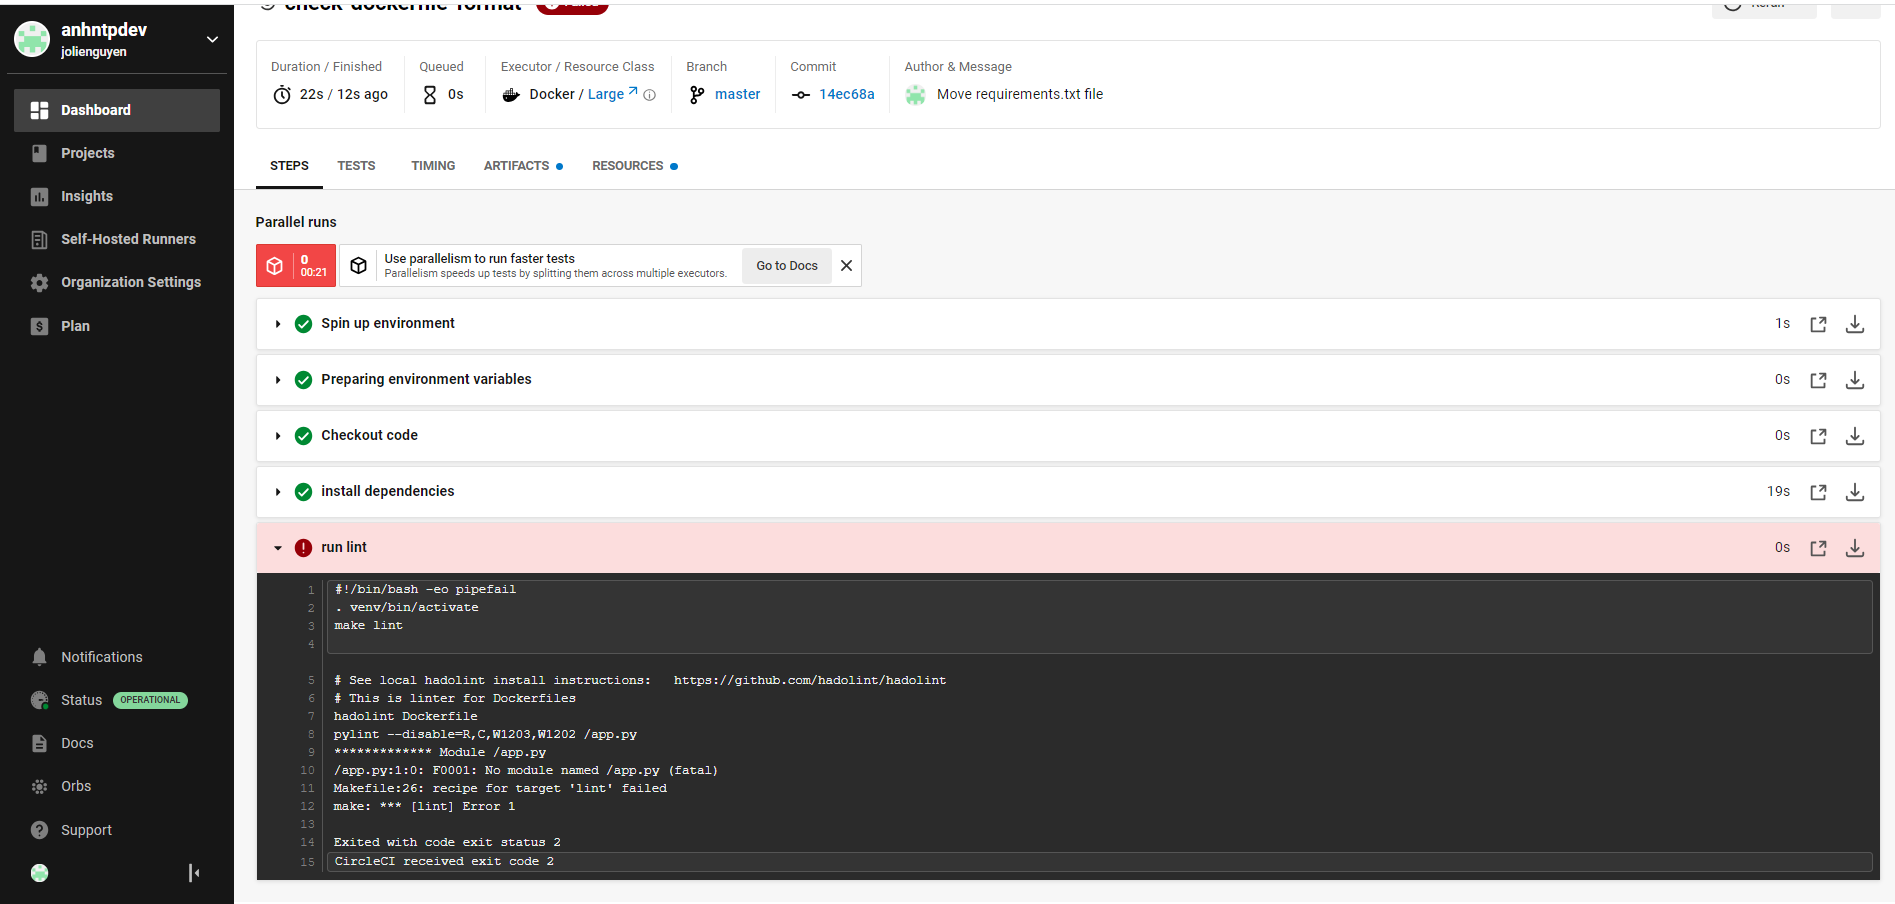 anhntpdev
jolienguyen
Dashboard
Projects
Insights
Self-Hosted Runners
Organization Settings
Plan
Notifications
Status OPERATIONAL
Docs
Orbs
Support
check-dockerfile-format
Duration / Finished
22s / 12s ago
Queued
0s
Executor / Resource Class
Docker / Large
Branch
master
Commit
14ec68a
Author & Message
Move requirements.txt file
STEPS TESTS TIMING ARTIFACTS RESOURCES
Parallel runs
0
00:21
Use parallelism to run faster tests
Parallelism speeds up tests by splitting them across multiple executors.
Go to Docs
Spin up environment 1s
Preparing environment variables 0s
Checkout code 0s
install dependencies 19s
run lint 0s
1 #!/bin/bash -eo pipefail
2 . venv/bin/activate
3 make lint
4
5 # See local hadolint install instructions:   https://github.com/hadolint/hadolint
6 # This is linter for Dockerfiles
7 hadolint Dockerfile
8 pylint --disable=R,C,W1203,W1202 /app.py
9 ************* Module /app.py
10 /app.py:1:0: F0001: No module named /app.py (fatal)
11 Makefile:26: recipe for target 'lint' failed
12 make: *** [lint] Error 1
13
14 Exited with code exit status 2
15 CircleCI received exit code 2